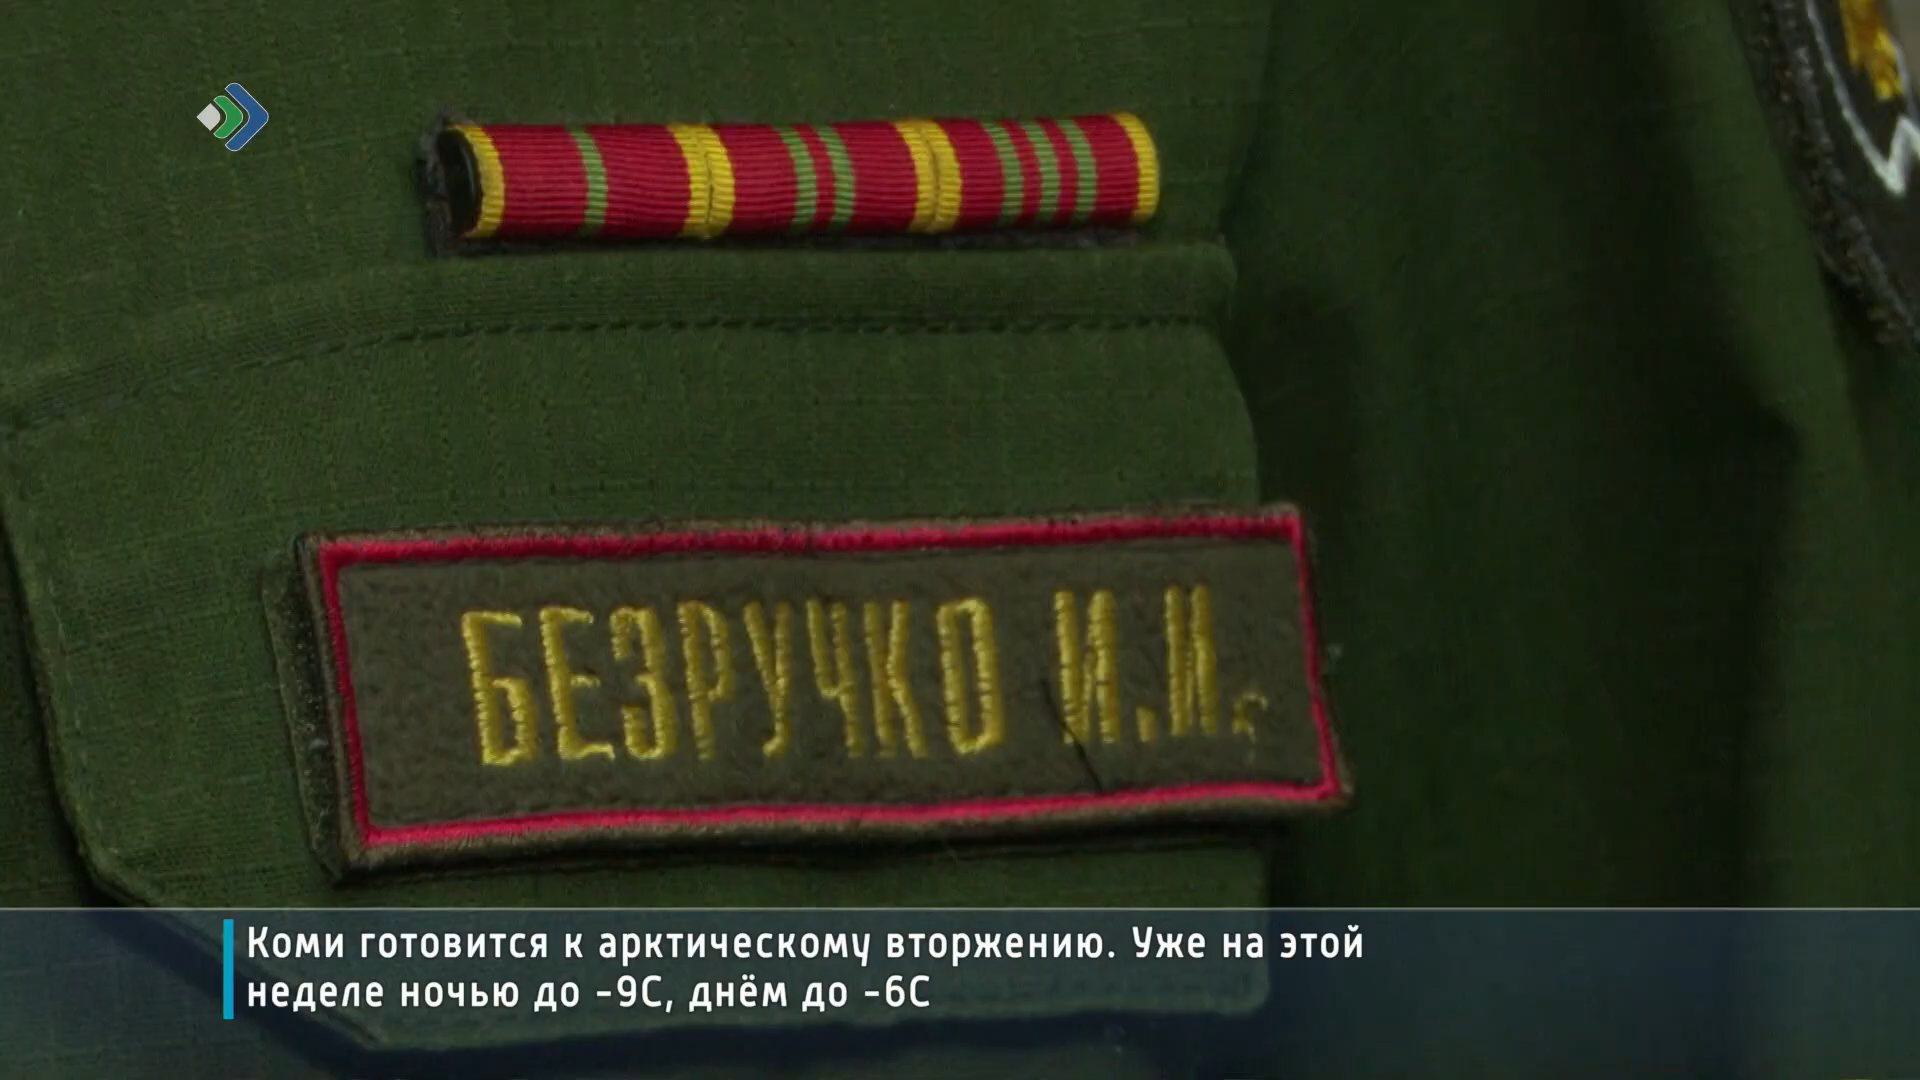 БЕЗРУЧКО И.И.
Коми готовится к арктическому вторжению. Уже на этой
неделе ночью до -9С, днём до -6С